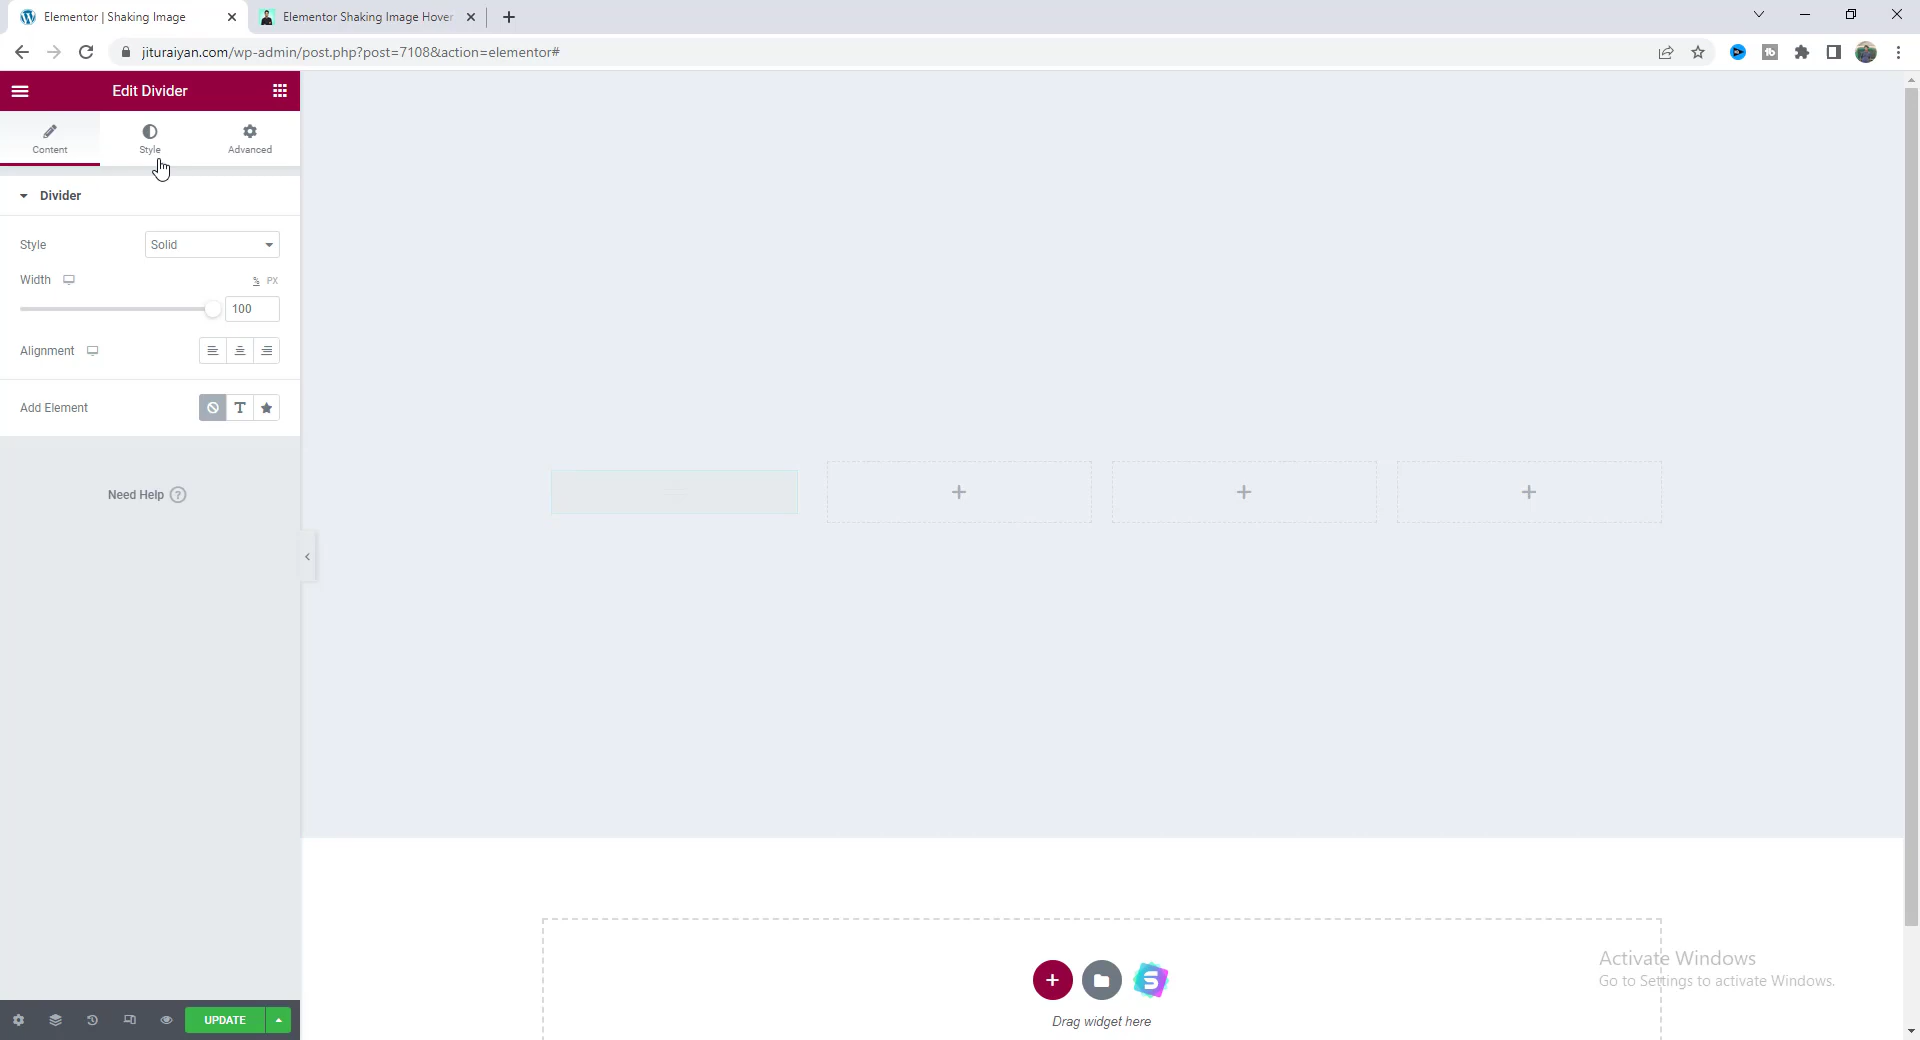 Elementor | Shaking Image
Elementor Shaking Image Hover
jituraiyan.com/wp-admin/post.php?post=7108&action=elementor#
Edit Divider
Content
Style
Advanced
Divider
Style
Solid
Width
% PX
100
Alignment
Add Element
T
Need Help ?
UPDATE
Drag widget here
Activate Windows
Go to Settings to activate Windows.